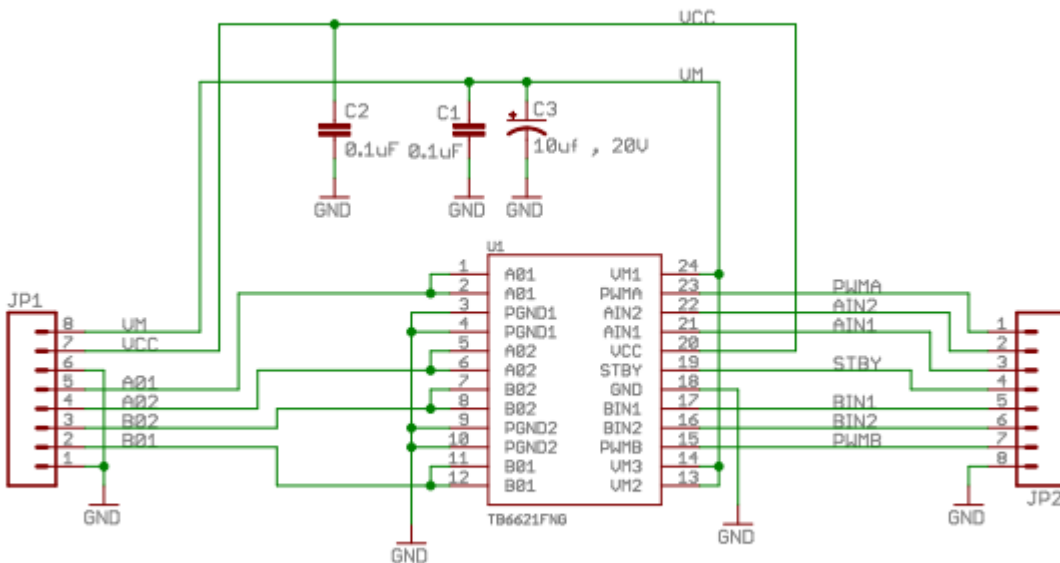 VCC
VM
C2
0.1uF
C1
0.1uF
C3
10uf , 20V
GND
GND
GND
U1
1 A01 VM1 24
2 A01 PWMA 23 PWMA
3 PGND1 AIN2 22 AIN2
4 PGND1 AIN1 21 AIN1
5 A02 VCC 20
6 A02 STBY 19 STBY
7 B02 GND 18
8 B02 BIN1 17 BIN1
9 PGND2 BIN2 16 BIN2
10 PGND2 PWMB 15 PWMB
11 B01 VM3 14
12 B01 VM2 13
TB6621FNG
GND
GND
JP1
8 VM
7 VCC
6
5 A01
4 A02
3 B02
2 B01
1
GND
1
2
3
4
5
6
7
8
JP2
GND